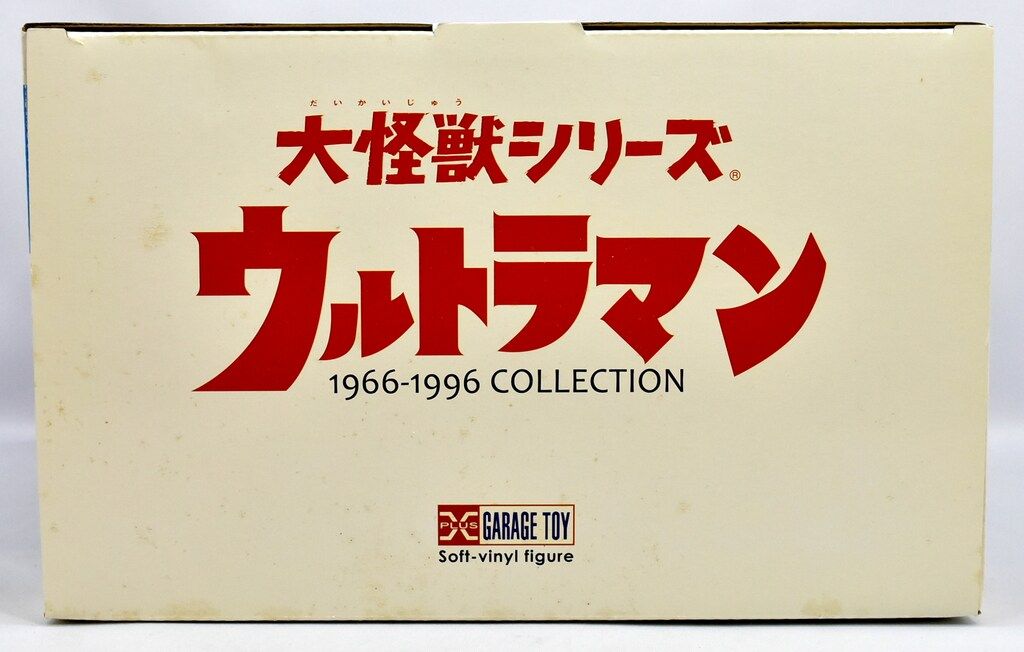 だいかいじゅう
大怪獣シリーズ®
ウルトラマン
1966-1996 COLLECTION
X PLUS GARAGE TOY
Soft-vinyl figure